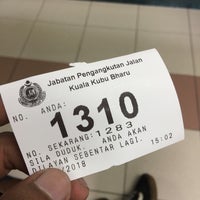 Jabatan Pengangkutan Jalan
Kuala Kubu Bharu
NO. ANDA:
1310
NO. SEKARANG: 1283
SILA DUDUK. ANDA AKAN
DILAYAN SEBENTAR LAGI.
/2018 15:02